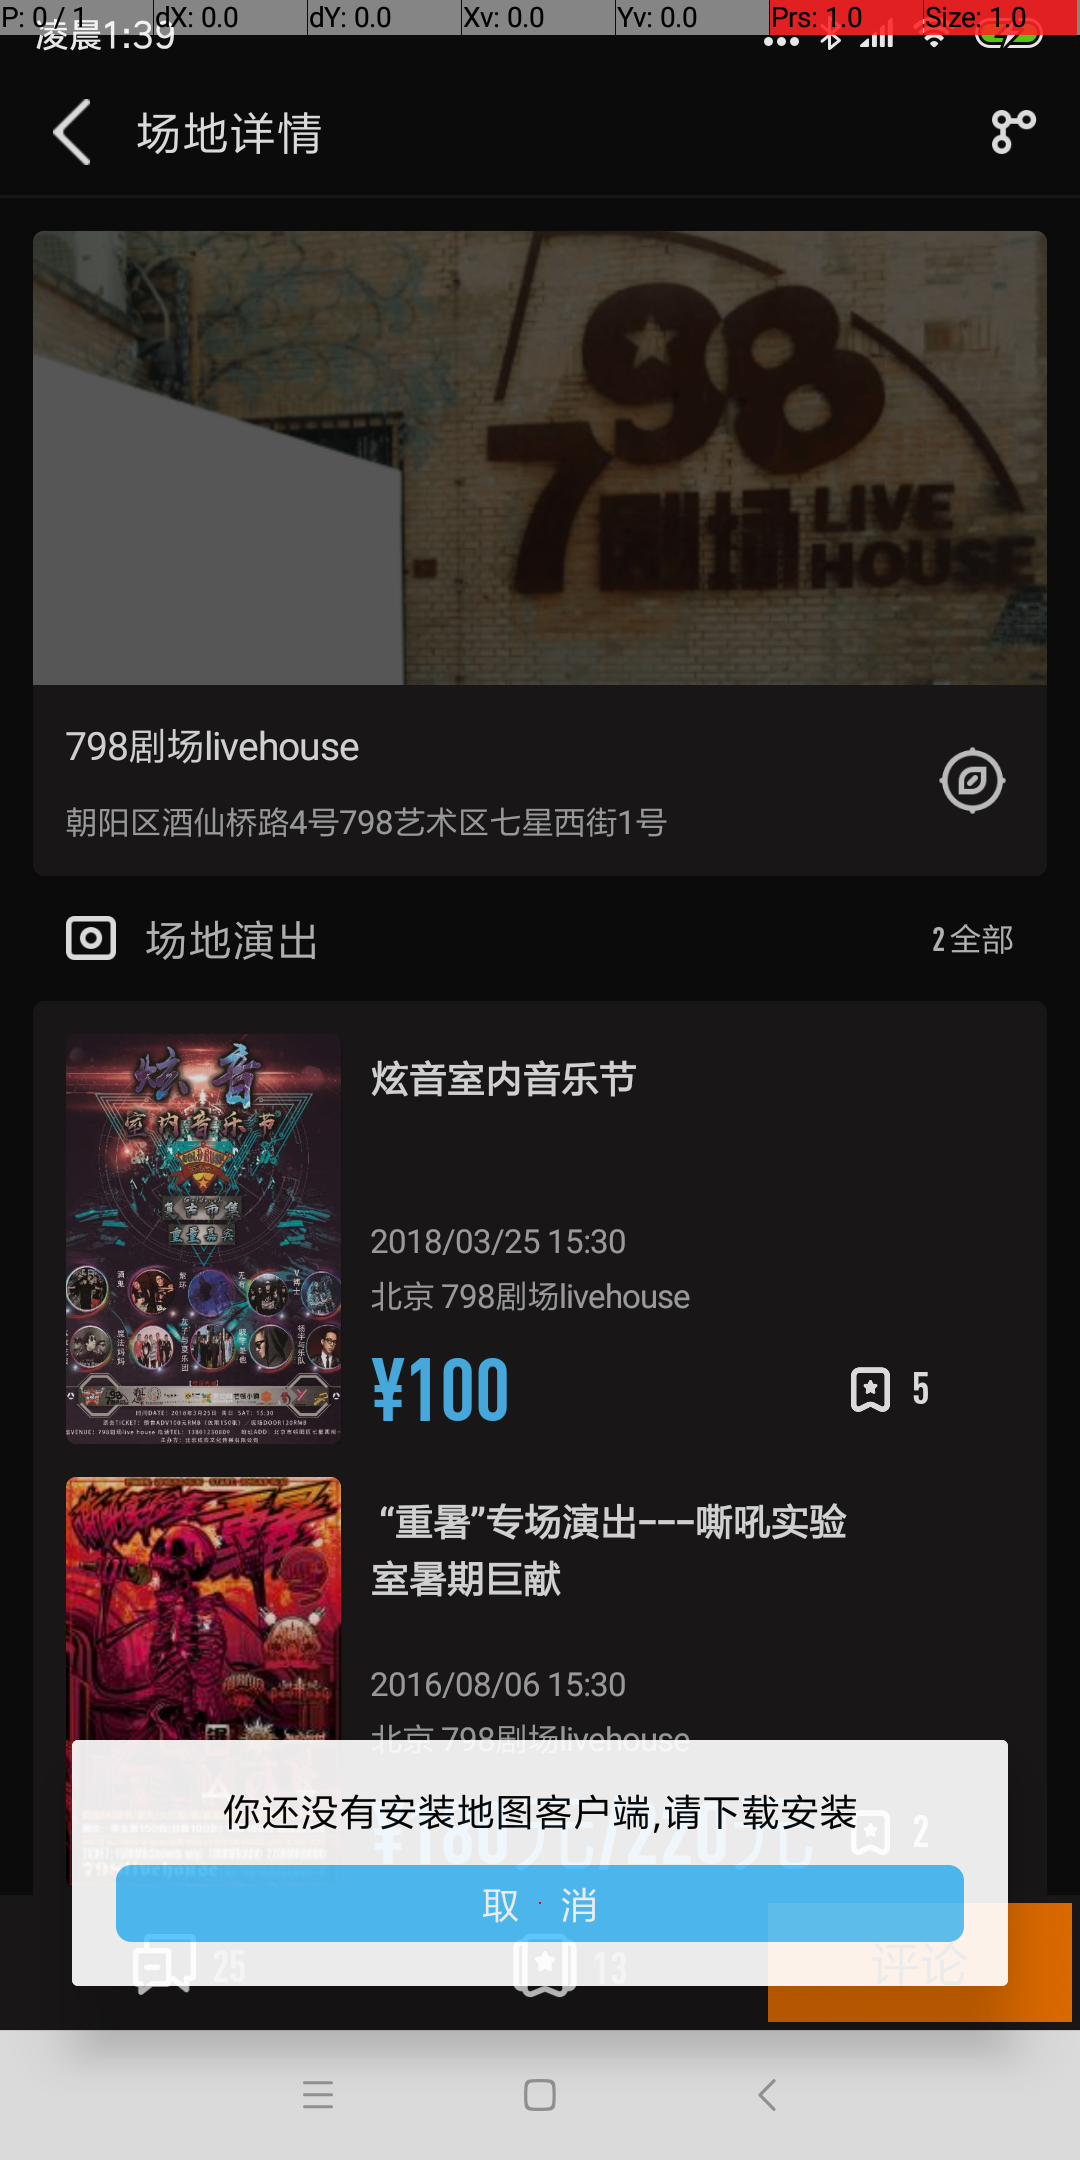 P: 0 / 1 dX: 0.0 dY: 0.0 Xv: 0.0 Yv: 0.0 Prs: 1.0 Size: 1.0
凌晨1:39
场地详情
98
7剧场 LIVE
HOUSE
798剧场livehouse
朝阳区酒仙桥路4号798艺术区七星西街1号
场地演出
2 全部
炫音
室内音乐节
复古市集
重量嘉宾
炫音室内音乐节
2018/03/25 15:30
北京 798剧场livehouse
¥100
5
“重暑”专场演出---嘶吼实验
室暑期巨献
2016/08/06 15:30
北京 798剧场livehouse
¥180元/220元
2
你还没有安装地图客户端,请下载安装
取 消
25
13
评论